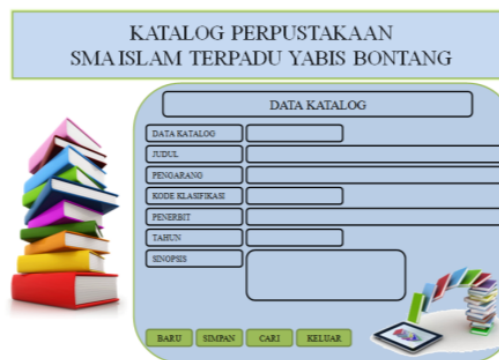 KATALOG PERPUSTAKAAN
SMA ISLAM TERPADU YABIS BONTANG
DATA KATALOG
DATA KATALOG
JUDUL
PENGARANG
KODE KLASIFIKASI
PENERBIT
TAHUN
SINOPSIS
BARU SIMPAN CARI KELUAR